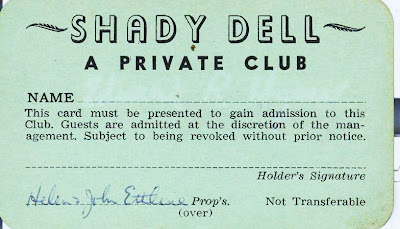 SHADY DELL
A PRIVATE CLUB
NAME
This card must be presented to gain admission to this
Club. Guests are admitted at the discretion of the man-
agement. Subject to being revoked without prior notice.
Holder's Signature
Helen & John Ettline Prop's. Not Transferable
(over)